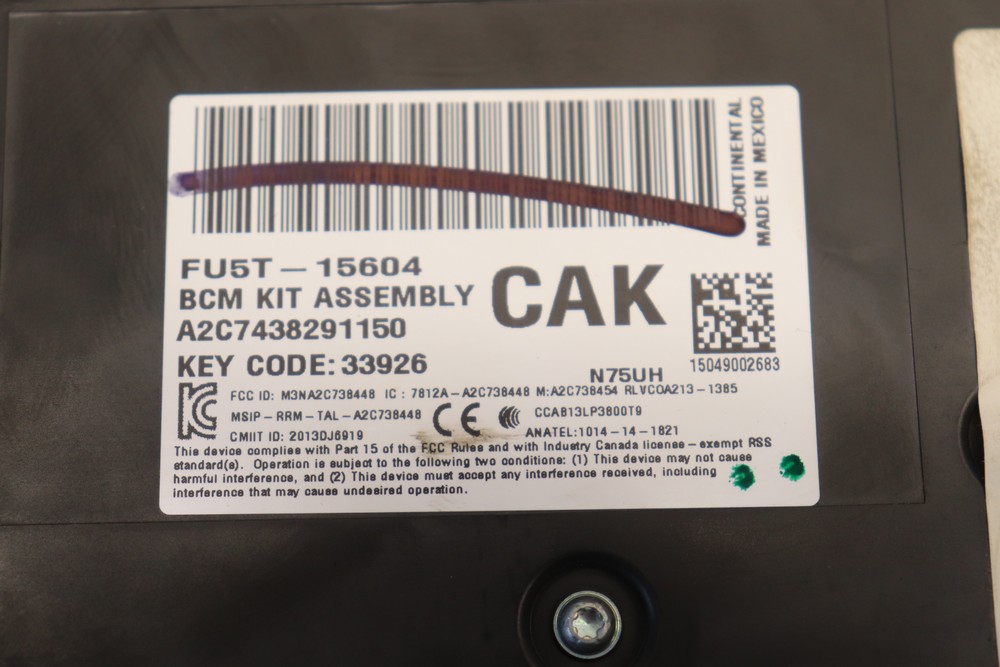 CONTINENTAL
MADE IN MEXICO
FU5T – 15604
BCM KIT ASSEMBLY
CAK
A2C7438291150
KEY CODE: 33926
15049002683
N75UH
FCC ID: M3NA2C738448 IC : 7812A – A2C738448 M:A2C738454 RLVCOA213 – 1385
MSIP – RRM – TAL – A2C738448 CE CCAB13LP3800T9
CMIIT ID: 2013DJ6919 ANATEL:1014 – 14 – 1821
This device complies with Part 15 of the FCC Rules and with Industry Canada license – exempt RSS
standard(s). Operation is subject to the following two conditions: (1) This device may not cause
harmful interference, and (2) This device must accept any interference received, including
interference that may cause undesired operation.